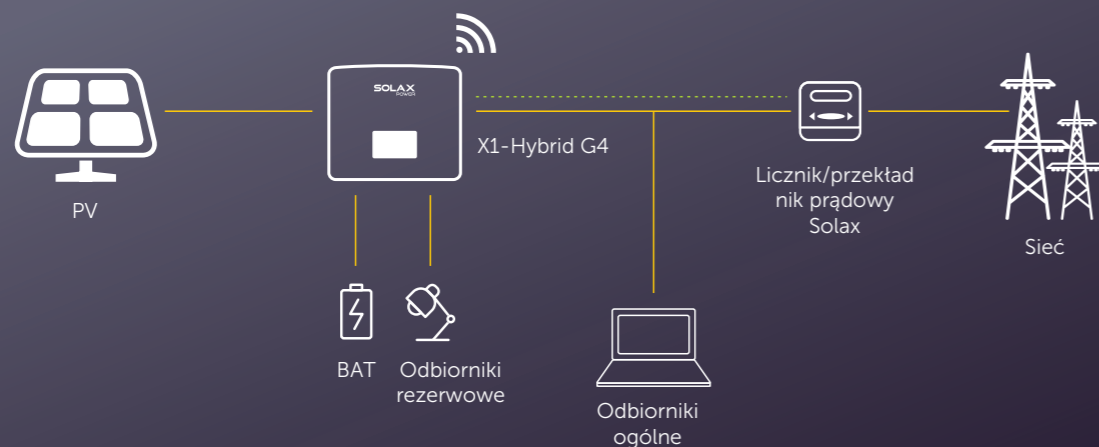 SOLAX
POWER
X1-Hybrid G4
PV
Licznik/przekład
nik prądowy
Solax
Sieć
BAT
Odbiorniki
rezerwowe
Odbiorniki
ogólne